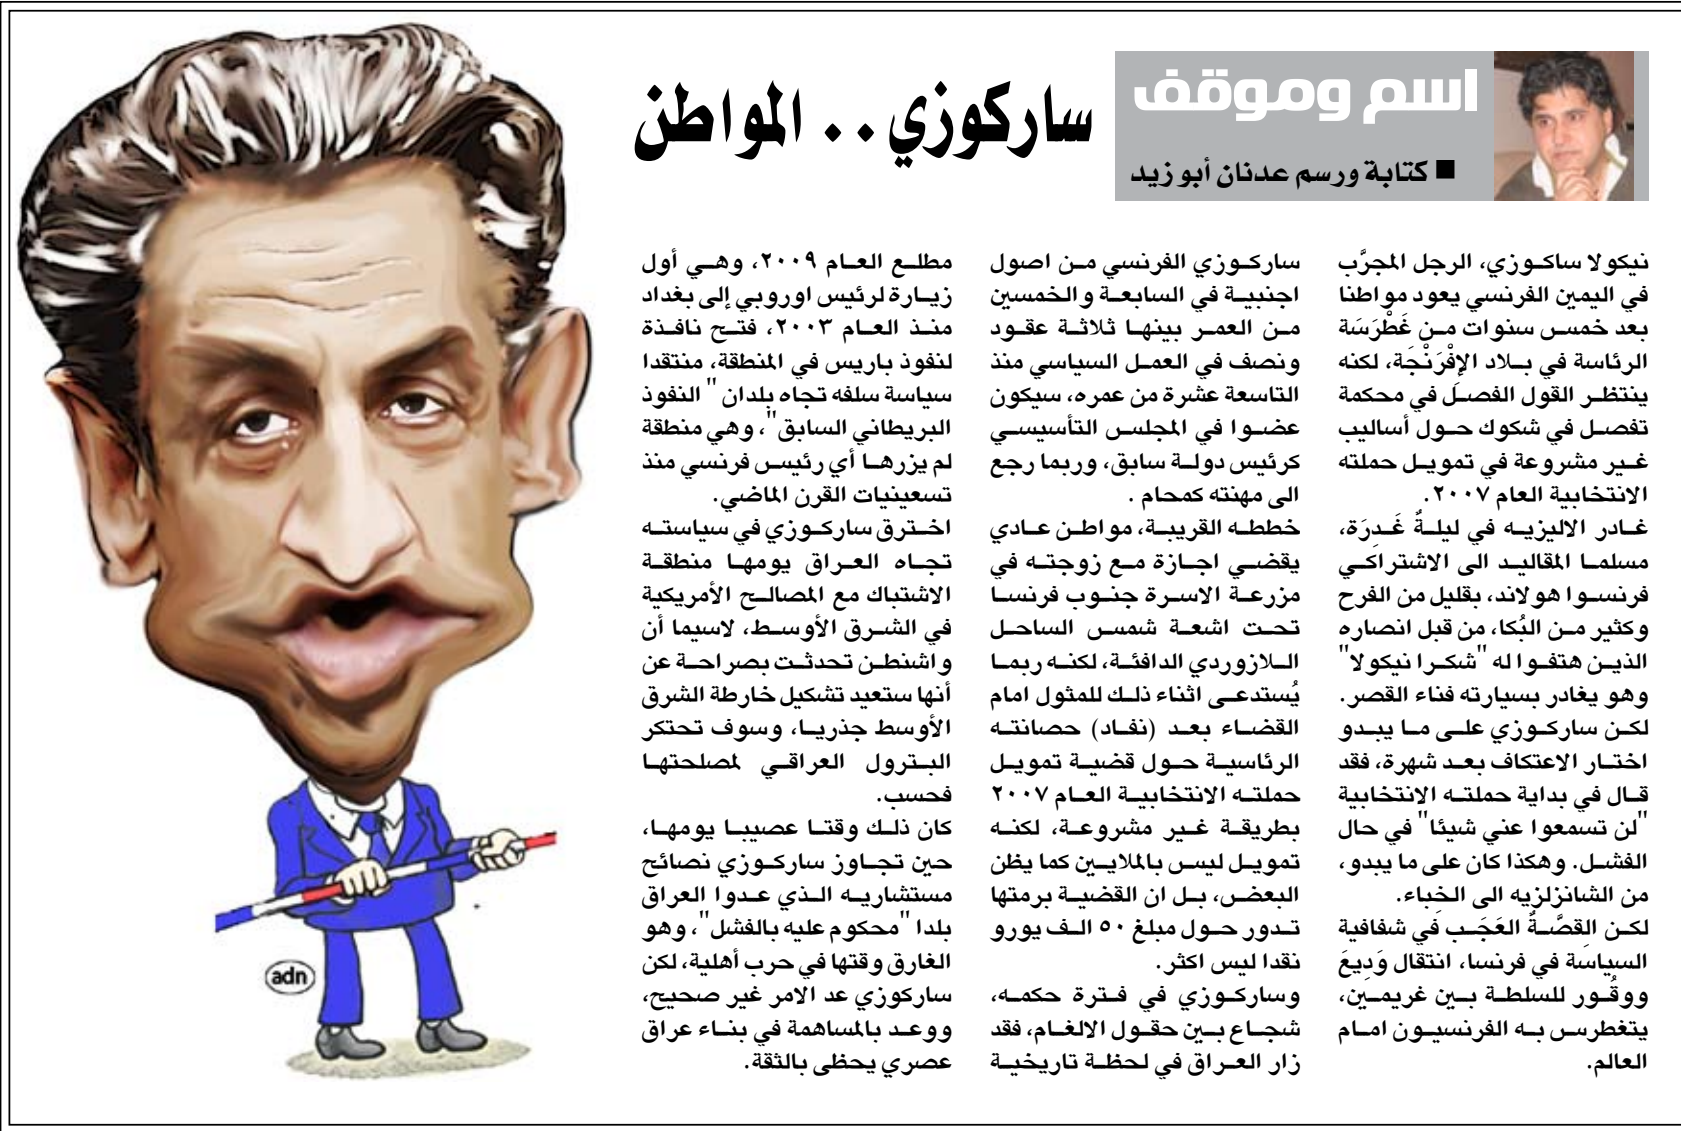 اسم وموقف
■ كتابة ورسم عدنان أبو زيد
ساركوزي .. المواطن
نيكولا ساكوزي، الرجل المجرَّب
في اليمين الفرنسي يعود مواطنا
بعد خمس سنوات من غَطْرَسَة
الرئاسة في بلاد الإفْرَنْجَة، لكنه
ينتظر القول الفصل في محكمة
تفصل في شكوك حول أساليب
غير مشروعة في تمويل حملته
الانتخابية العام ٢٠٠٧.
غادر الاليزيه في ليلةٌ غَدِرَة،
مسلما المقاليد الى الاشتراكي
فرنسوا هولاند، بقليل من الفرح
وكثير من البُكا، من قبل انصاره
الذين هتفوا له "شكرا نيكولا"
وهو يغادر بسيارته فناء القصر.
لكن ساركوزي على ما يبدو
اختار الاعتكاف بعد شهرة، فقد
قال في بداية حملته الانتخابية
"لن تسمعوا عني شيئا" في حال
الفشل. وهكذا كان على ما يبدو،
من الشانزلزيه الى الخباء.
لكن القِصَّةٌ العَجَب في شفافية
السياسة في فرنسا، انتقال وَدِيعَ
ووقُور للسلطة بين غريمين،
يتغطرس به الفرنسيون امام
العالم.
ساركوزي الفرنسي من اصول
اجنبية في السابعة والخمسين
من العمر بينها ثلاثة عقود
ونصف في العمل السياسي منذ
التاسعة عشرة من عمره، سيكون
عضوا في المجلس التأسيسي
كرئيس دولة سابق، وربما رجع
الى مهنته كمحام .
خططه القريبة، مواطن عادي
يقضي اجازة مع زوجته في
مزرعة الاسرة جنوب فرنسا
تحت اشعة شمس الساحل
اللازوردي الدافئة، لكنه ربما
يُستدعى اثناء ذلك للمثول امام
القضاء بعد (نفاد) حصانته
الرئاسية حول قضية تمويل
حملته الانتخابية العام ٢٠٠٧
بطريقة غير مشروعة، لكنه
تمويل ليس بالملايين كما يظن
البعض، بل ان القضية برمتها
تدور حول مبلغ ٥٠ الف يورو
نقدا ليس اكثر.
وساركوزي في فترة حكمه،
شجاع بين حقول الالغام، فقد
زار العراق في لحظة تاريخية
مطلع العام ٢٠٠٩، وهي أول
زيارة لرئيس اوروبي إلى بغداد
منذ العام ٢٠٠٣، فتح نافذة
لنفوذ باريس في المنطقة، منتقدا
سياسة سلفه تجاه بلدان " النفوذ
البريطاني السابق"، وهي منطقة
لم يزرها أي رئيس فرنسي منذ
تسعينيات القرن الماضي.
اخترق ساركوزي في سياسته
تجاه العراق يومها منطقة
الاشتباك مع المصالح الأمريكية
في الشرق الأوسط، لاسيما أن
واشنطن تحدثت بصراحة عن
أنها ستعيد تشكيل خارطة الشرق
الأوسط جذريا، وسوف تحتكر
البترول العراقي لمصلحتها
فحسب.
كان ذلك وقتا عصيبا يومها،
حين تجاوز ساركوزي نصائح
مستشاريه الذي عدوا العراق
بلدا "محكوم عليه بالفشل"، وهو
الغارق وقتها في حرب أهلية، لكن
ساركوزي عد الامر غير صحيح،
ووعد بالمساهمة في بناء عراق
عصري يحظى بالثقة.
adn